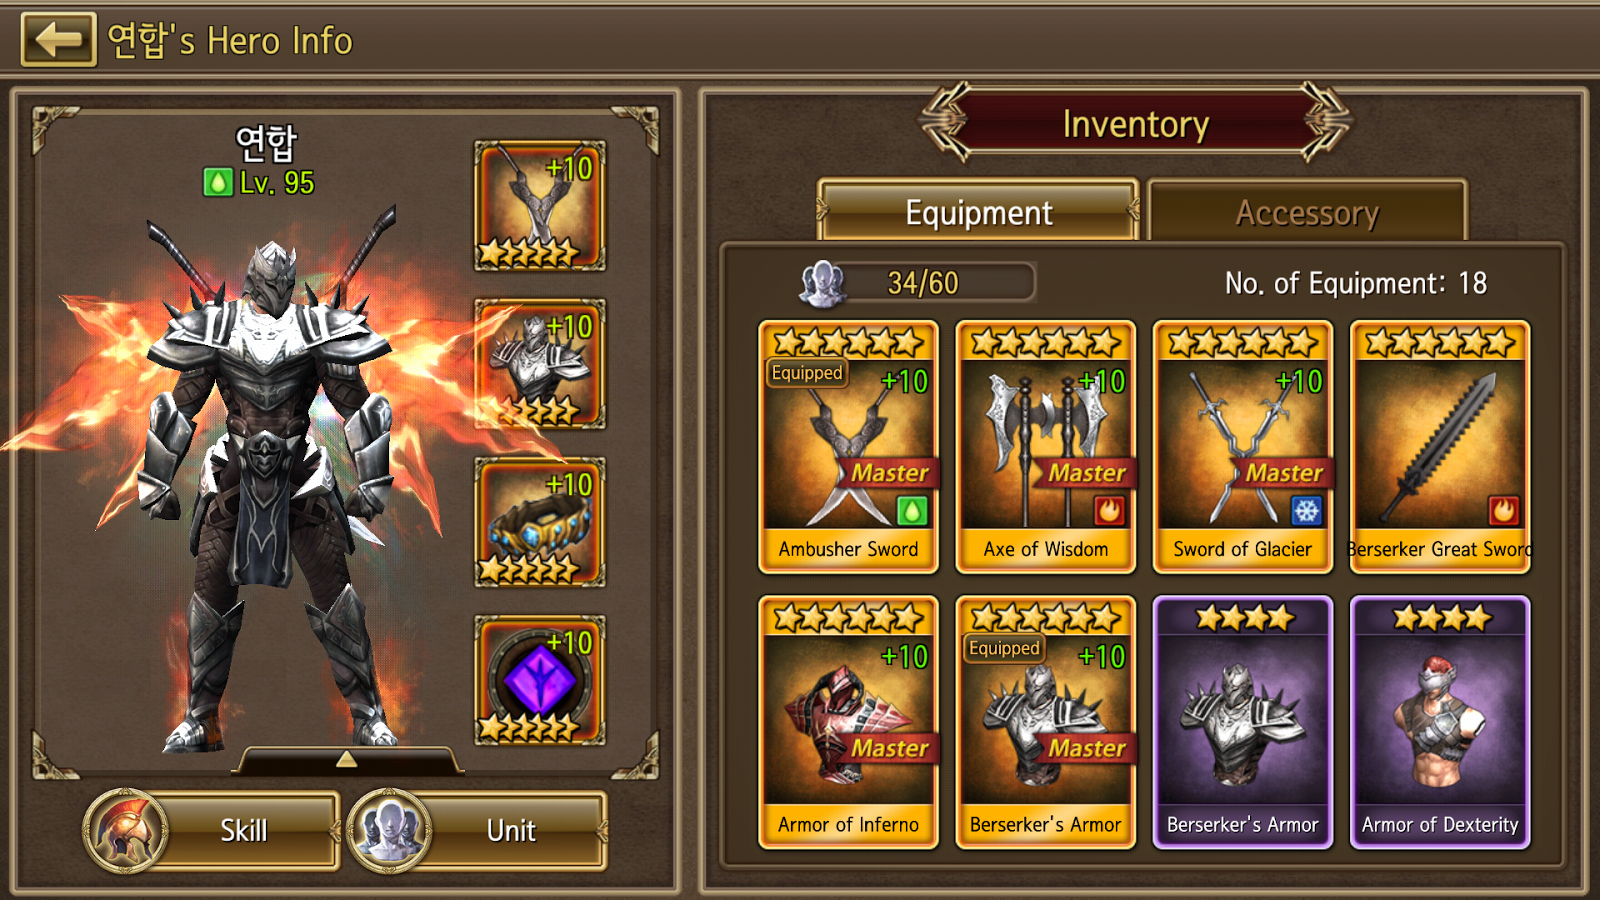 연합's Hero Info
연합
Lv. 95
+10
+10
+10
+10
Skill
Unit
Inventory
Equipment
Accessory
34/60
No. of Equipment: 18
Equipped
+10
Master
Ambusher Sword
+10
Master
Axe of Wisdom
+10
Master
Sword of Glacier
Berserker Great Sword
+10
Master
Armor of Inferno
Equipped
+10
Master
Berserker's Armor
Berserker's Armor
Armor of Dexterity